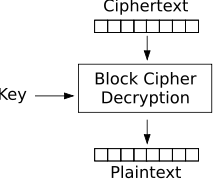 Ciphertext
Block Cipher
Decryption
Key
Plaintext